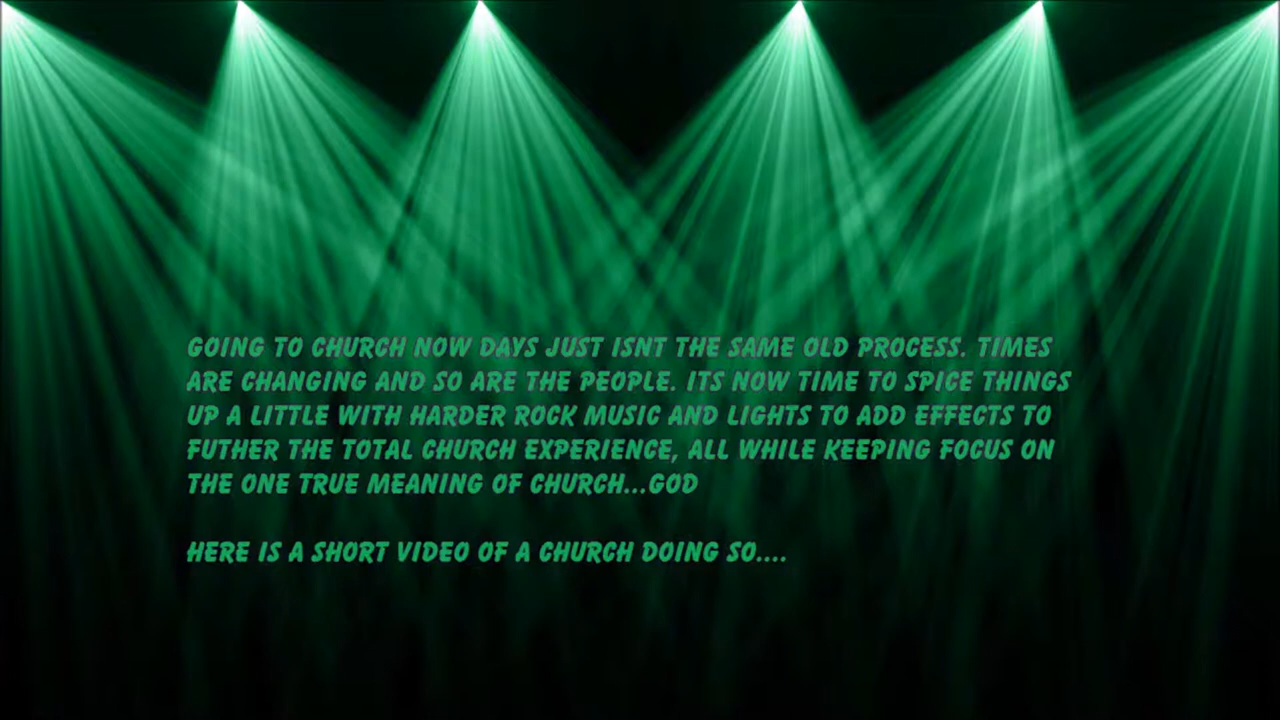 GOING TO CHURCH NOW DAYS JUST ISNT THE SAME OLD PROCESS. TIMES
ARE CHANGING AND SO ARE THE PEOPLE. ITS NOW TIME TO SPICE THINGS
UP A LITTLE WITH HARDER ROCK MUSIC AND LIGHTS TO ADD EFFECTS TO
FUTHER THE TOTAL CHURCH EXPERIENCE, ALL WHILE KEEPING FOCUS ON
THE ONE TRUE MEANING OF CHURCH...GOD
HERE IS A SHORT VIDEO OF A CHURCH DOING SO....